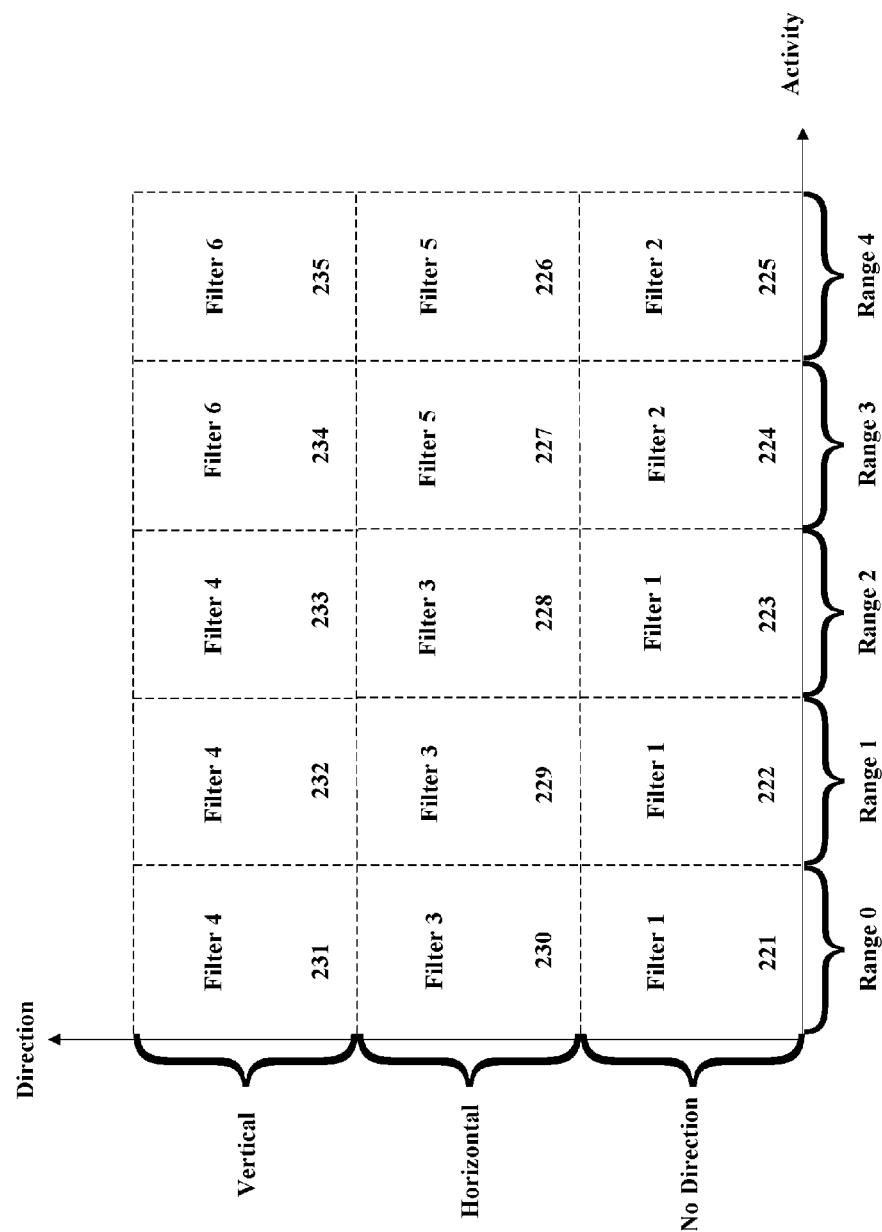 Direction
Vertical
Filter 4
Filter 4
Filter 4
Filter 6
Filter 6
231
232
233
234
235
Horizontal
Filter 3
Filter 3
Filter 3
Filter 5
Filter 5
230
229
228
227
226
No Direction
Filter 1
Filter 1
Filter 1
Filter 2
Filter 2
221
222
223
224
225
Activity
Range 0
Range 1
Range 2
Range 3
Range 4